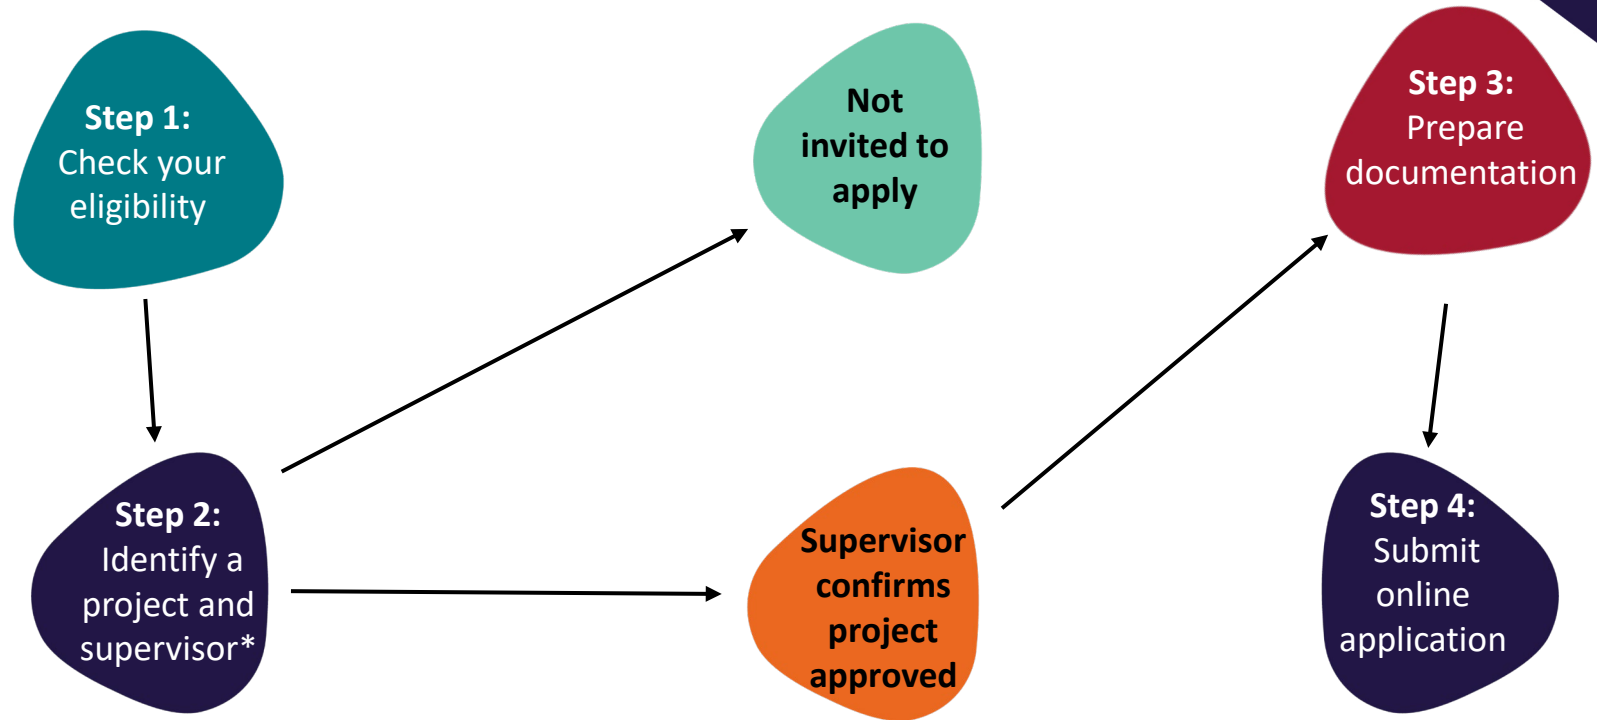 Step 1:
Check your
eligibility
Step 2:
Identify a
project and
supervisor*
Not
invited to
apply
Supervisor
confirms
project
approved
Step 3:
Prepare
documentation
Step 4:
Submit
online
application